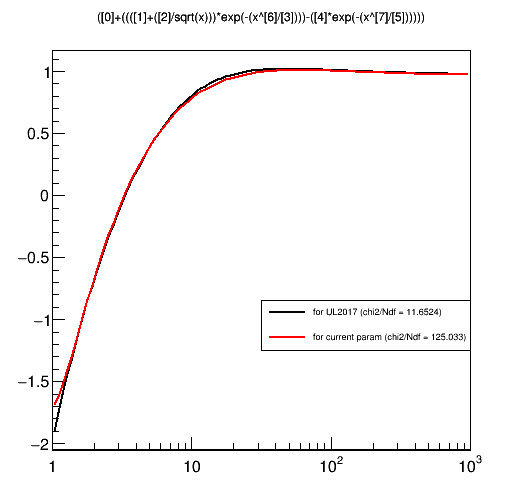 ([0]+((([1]+([2]/sqrt(x)))*exp(-(x^[6]/[3])))-([4]*exp(-(x^[7]/[5])))))
1
0.5
0
−0.5
−1
−1.5
−2
for UL2017 (chi2/Ndf = 11.6524)
for current param (chi2/Ndf = 125.033)
1 10 10² 10³